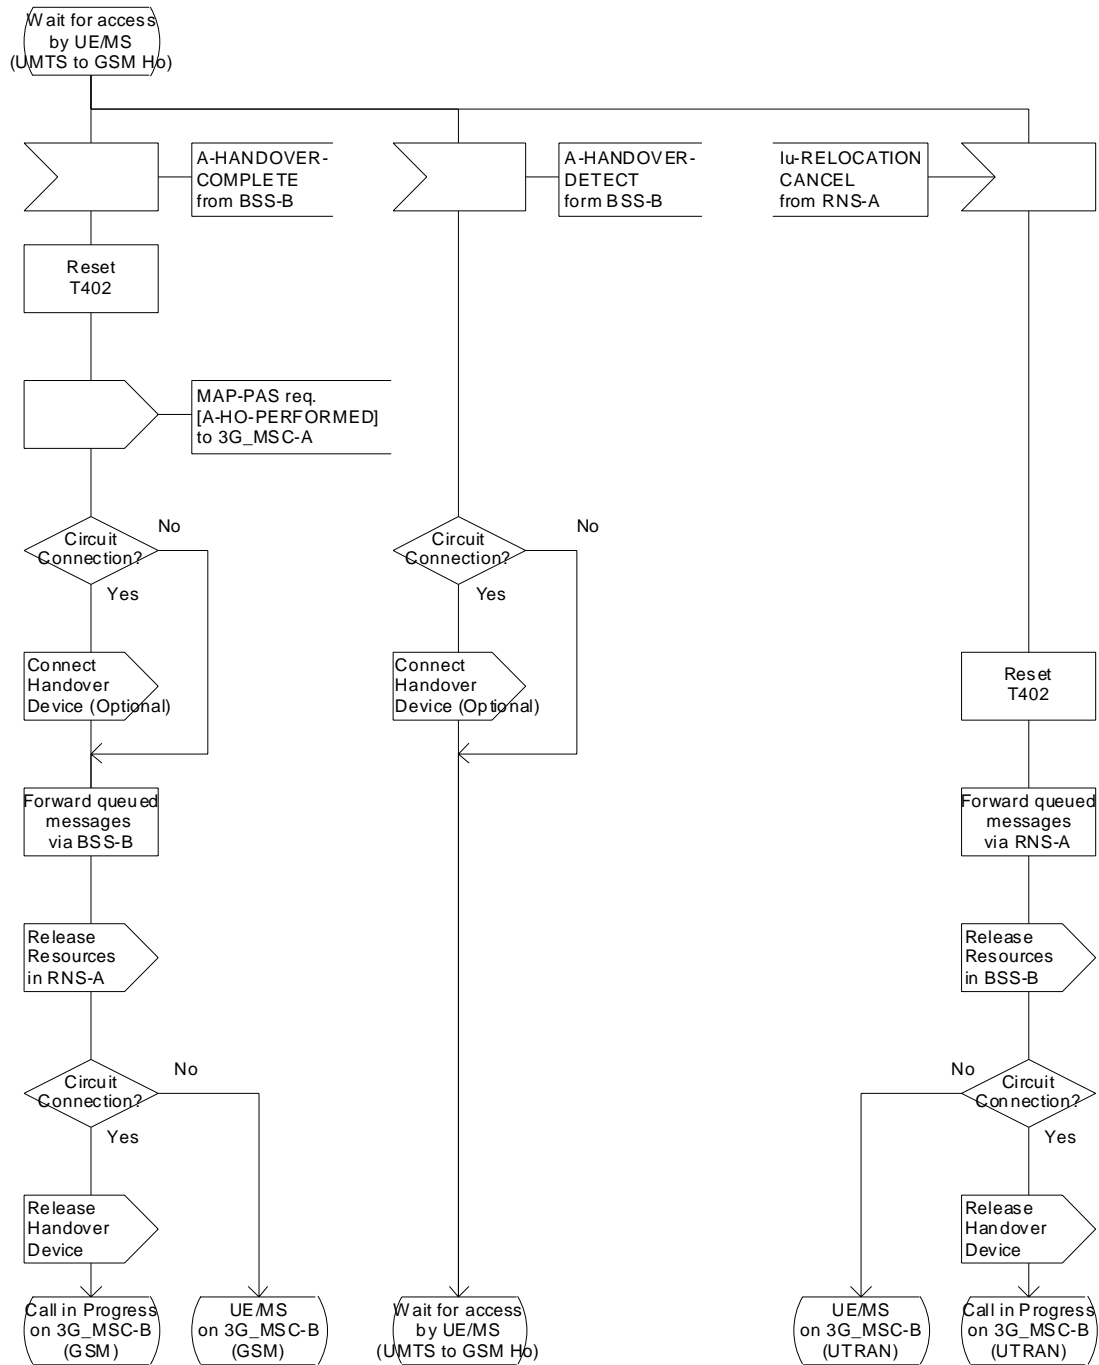 Wait for access
by UE/MS
(UMTS to GSM Ho)
A-HANDOVER-
COMPLETE
from BSS-B
A-HANDOVER-
DETECT
form BSS-B
Iu-RELOCATION
CANCEL
from RNS-A
Reset
T402
MAP-PAS req.
[A-HO-PERFORMED]
to 3G_MSC-A
Circuit
Connection?
No
Yes
Circuit
Connection?
No
Yes
Connect
Handover
Device (Optional)
Connect
Handover
Device (Optional)
Reset
T402
Forward queued
messages
via BSS-B
Forward queued
messages
via RNS-A
Release
Resources
in RNS-A
Release
Resources
in BSS-B
Circuit
Connection?
No
Yes
No
Circuit
Connection?
Yes
Release
Handover
Device
Release
Handover
Device
Call in Progress
on 3G_MSC-B
(GSM)
UE/MS
on 3G_MSC-B
(GSM)
Wait for access
by UE/MS
(UMTS to GSM Ho)
UE/MS
on 3G_MSC-B
(UTRAN)
Call in Progress
on 3G_MSC-B
(UTRAN)